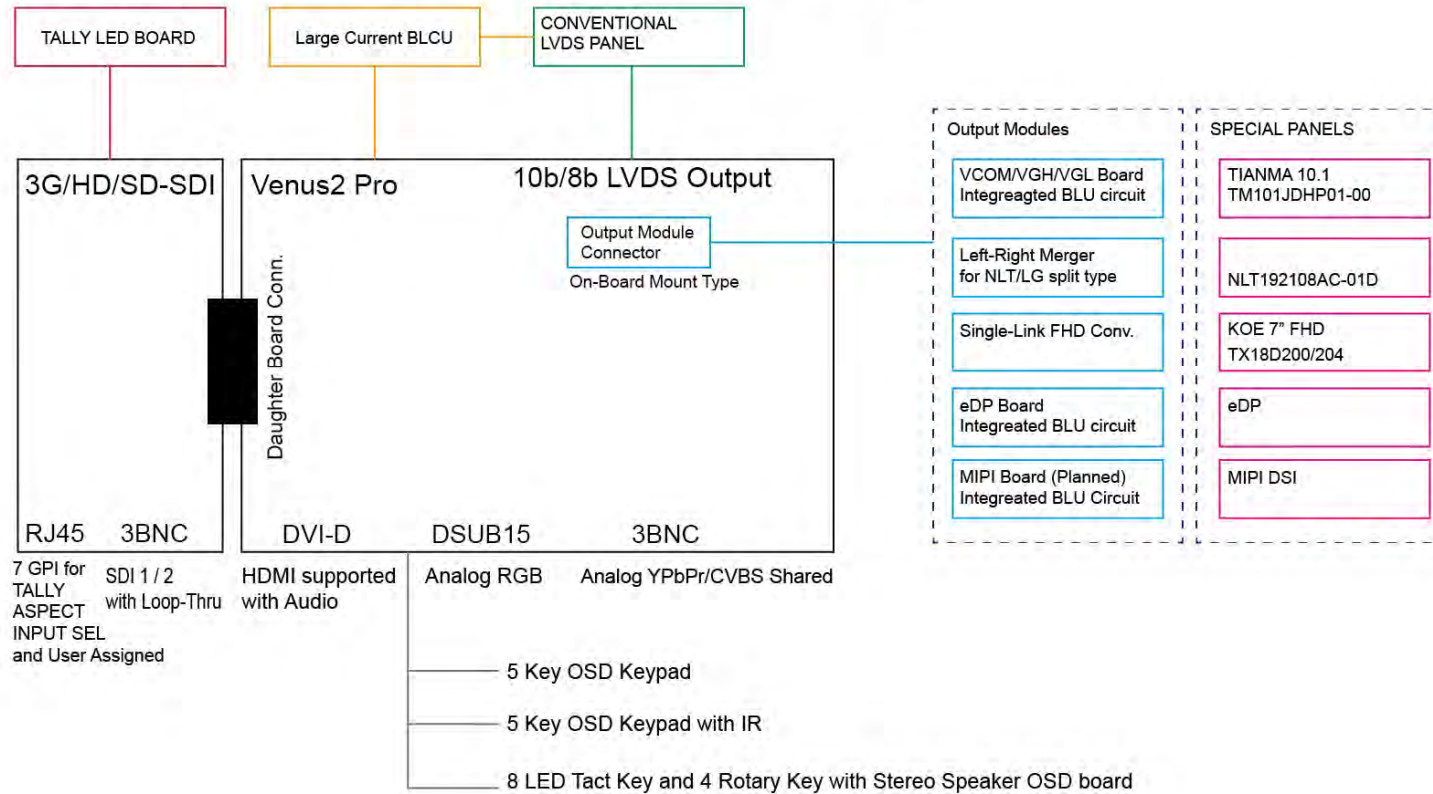 TALLY LED BOARD
Large Current BLCU
CONVENTIONAL
LVDS PANEL
3G/HD/SD-SDI
Venus2 Pro
10b/8b LVDS Output
Output Module
Connector
On-Board Mount Type
Daughter Board Conn.
RJ45
3BNC
DVI-D
DSUB15
3BNC
7 GPI for
TALLY
ASPECT
INPUT SEL
and User Assigned
SDI 1 / 2
with Loop-Thru
HDMI supported
with Audio
Analog RGB
Analog YPbPr/CVBS Shared
5 Key OSD Keypad
5 Key OSD Keypad with IR
8 LED Tact Key and 4 Rotary Key with Stereo Speaker OSD board
Output Modules
VCOM/VGH/VGL Board
Integreagted BLU circuit
Left-Right Merger
for NLT/LG split type
Single-Link FHD Conv.
eDP Board
Integreated BLU circuit
MIPI Board (Planned)
Integreated BLU Circuit
SPECIAL PANELS
TIANMA 10.1
TM101JDHP01-00
NLT192108AC-01D
KOE 7" FHD
TX18D200/204
eDP
MIPI DSI